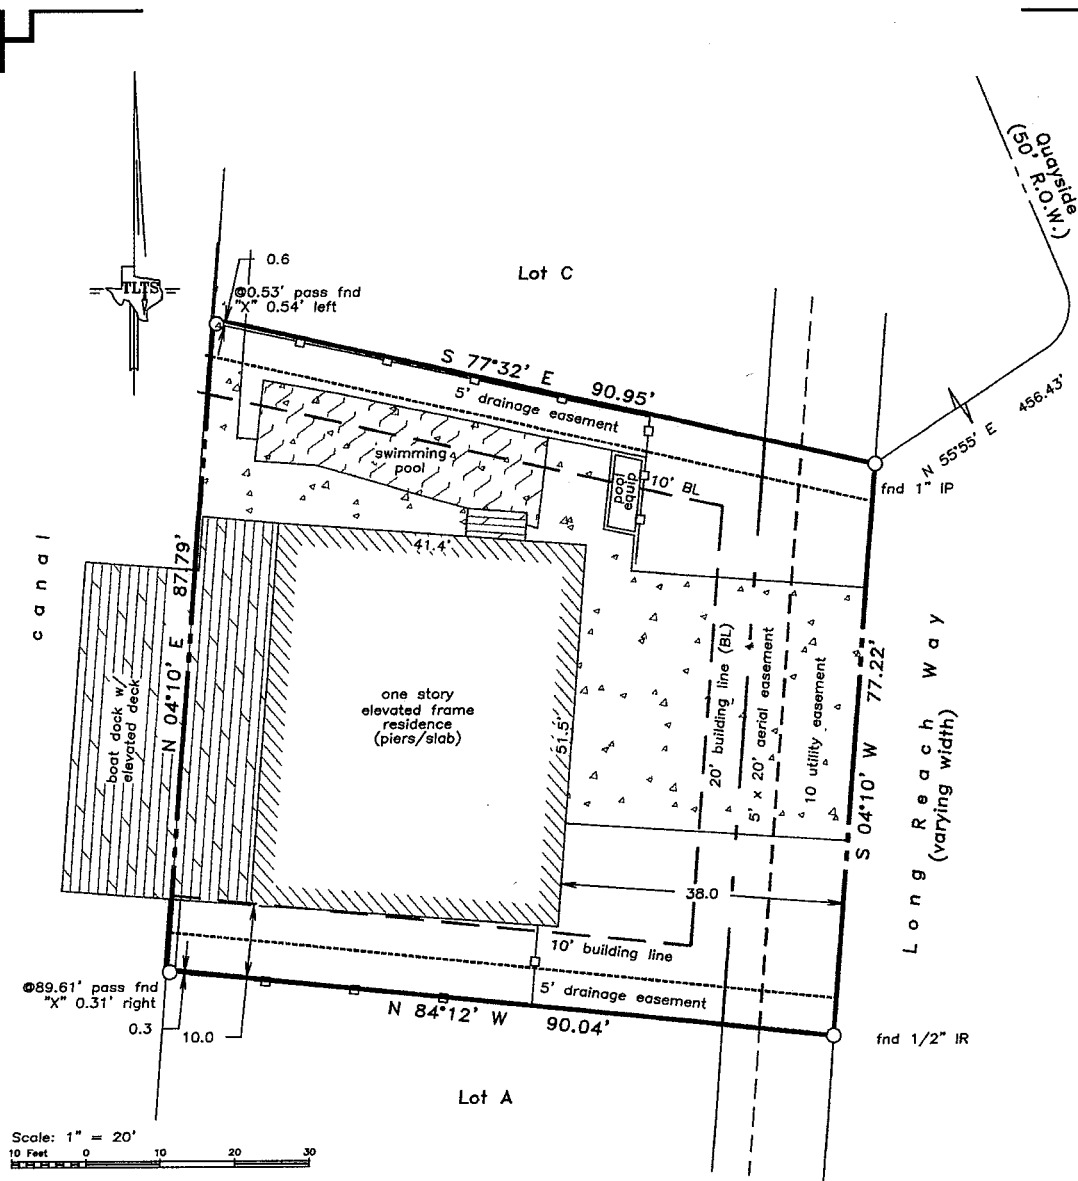 Quayside
(50' R.O.W.)
0.6
Lot C
TLTS
@0.53' pass fnd
"X" 0.54' left
S 77°32' E 90.95'
5' drainage easement
456.43'
N 55°55' E
swimming
pool
pool
equip
10' BL
fnd 1" IP
canal
41.4'
N 04°10' E 87.79'
boat dock w/
elevated deck
one story
elevated frame
residence
(piers/slab)
51.5'
20' building line (BL)
5' x 20' aerial easement
10 utility easement
S 04°10' W 77.22'
Long Reach Way
(varying width)
38.0
10' building line
5' drainage easement
@89.61' pass fnd
"X" 0.31' right
0.3
10.0
N 84°12' W 90.04'
fnd 1/2" IR
Lot A
Scale: 1" = 20'
10 Feet 0 10 20 30